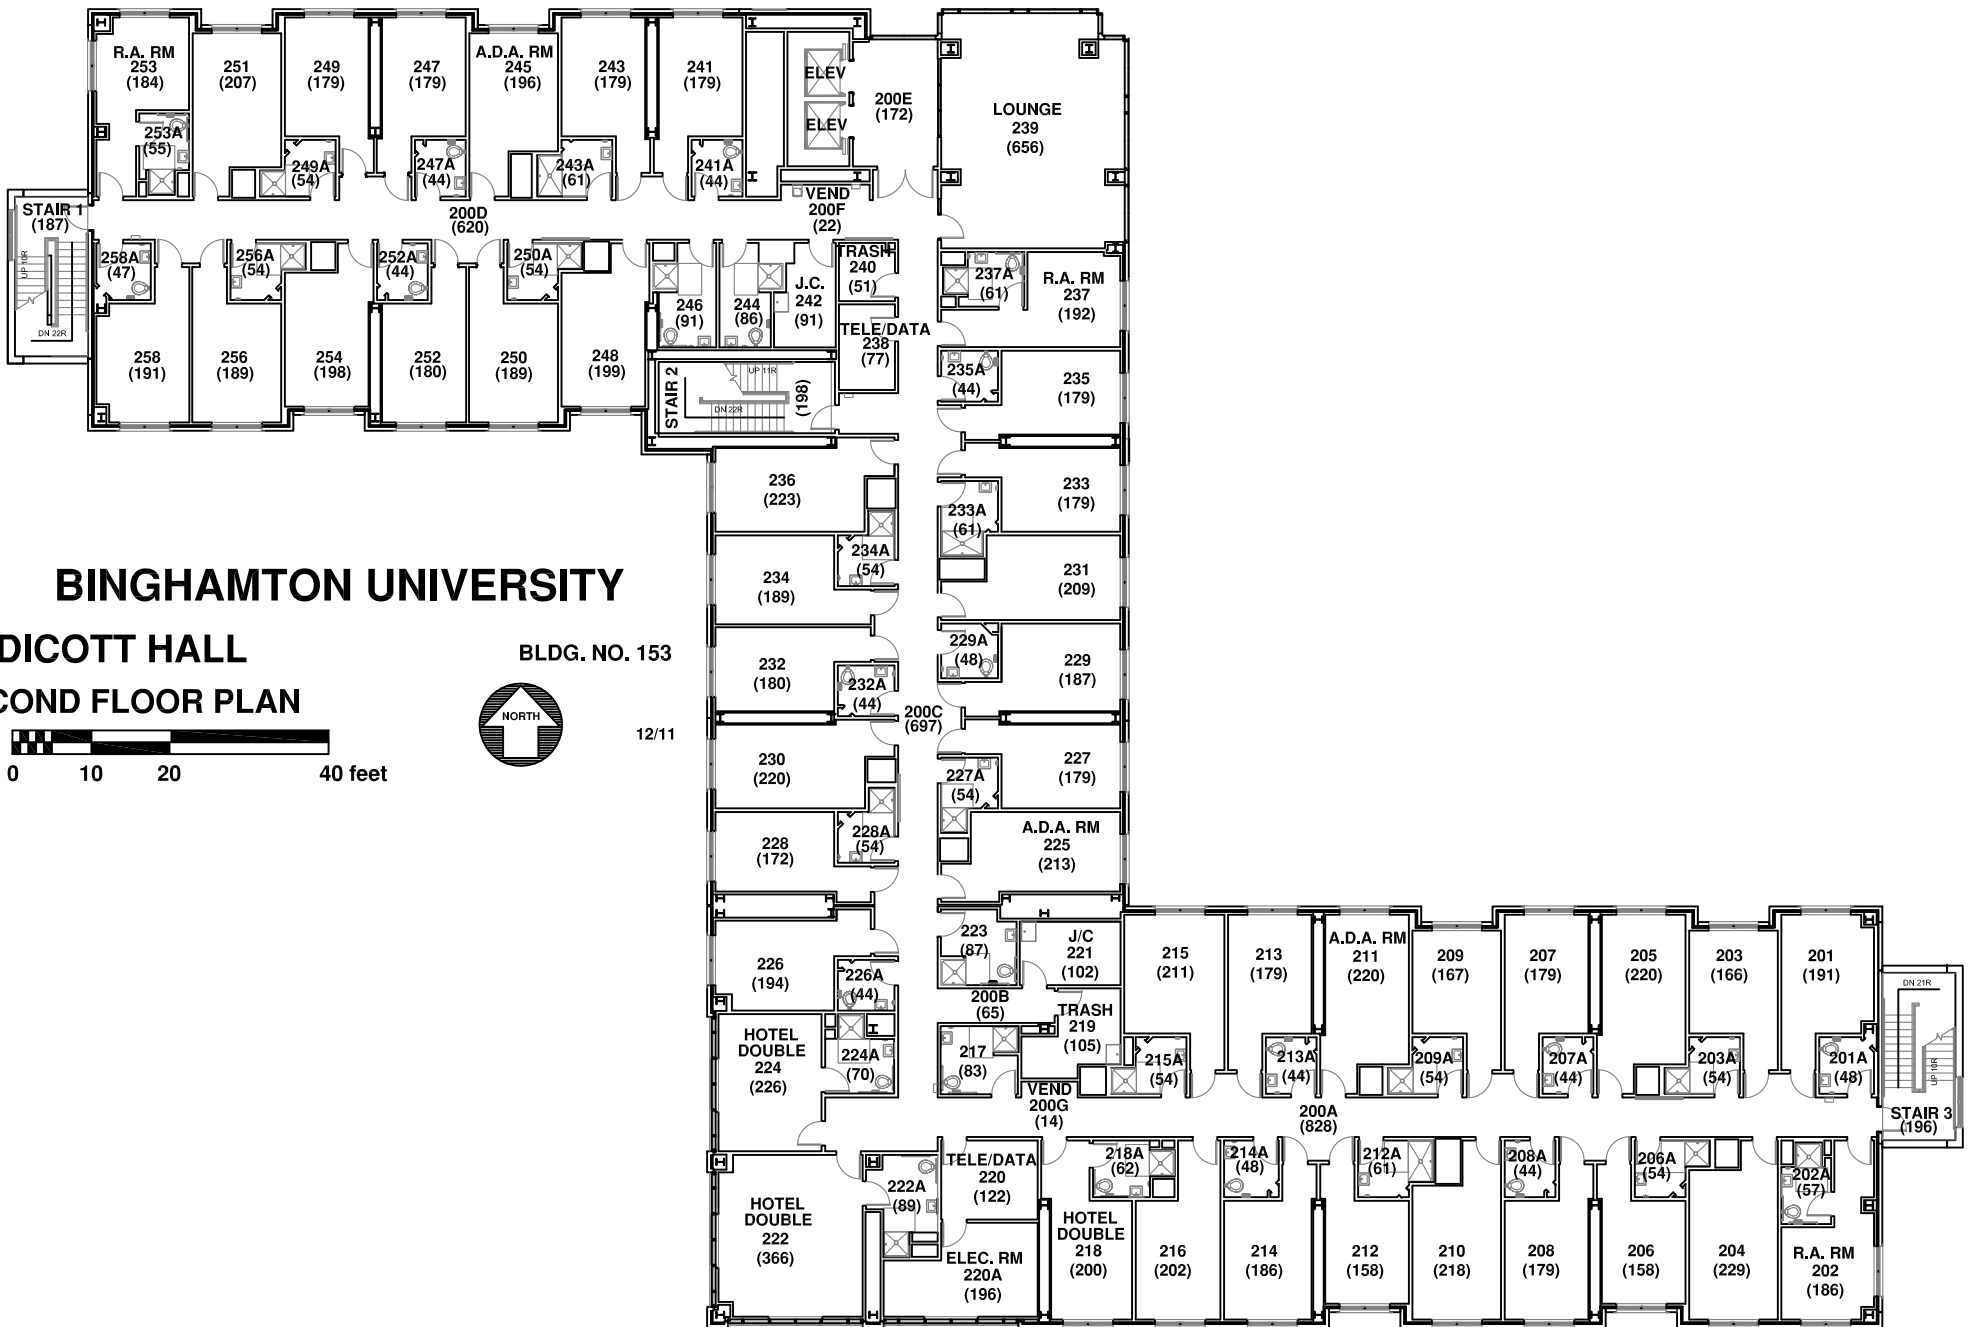 R.A. RM
253
(184)
251
(207)
249
(179)
247
(179)
A.D.A. RM
245
(196)
243
(179)
241
(179)
ELEV
ELEV
200E
(172)
LOUNGE
239
(656)
253A
(55)
249A
(54)
247A
(44)
243A
(61)
241A
(44)
STAIR 1
(187)
UP 10R
DN 22R
200D
(620)
VEND
200F
(22)
258A
(47)
256A
(54)
252A
(44)
250A
(54)
246
(91)
244
(86)
J.C.
242
(91)
TRASH
240
(51)
TELE/DATA
238
(77)
237A
(61)
R.A. RM
237
(192)
258
(191)
256
(189)
254
(198)
252
(180)
250
(189)
248
(199)
STAIR 2
UP 11R
DN 22R
(198)
235A
(44)
235
(179)
236
(223)
233
(179)
233A
(61)
234A
(54)
234
(189)
231
(209)
BINGHAMTON UNIVERSITY
DICOTT HALL
BLDG. NO. 153
COND FLOOR PLAN
NORTH
12/11
0 10 20 40 feet
229A
(48)
229
(187)
232
(180)
232A
(44)
200C
(697)
230
(220)
227
(179)
227A
(54)
228A
(54)
228
(172)
A.D.A. RM
225
(213)
226
(194)
226A
(44)
223
(87)
J/C
221
(102)
200B
(65)
TRASH
219
(105)
215
(211)
213
(179)
A.D.A. RM
211
(220)
209
(167)
207
(179)
205
(220)
203
(166)
201
(191)
DN 21R
UP 10R
HOTEL
DOUBLE
224
(226)
224A
(70)
217
(83)
215A
(54)
213A
(44)
209A
(54)
207A
(44)
203A
(54)
201A
(48)
VEND
200G
(14)
200A
(828)
STAIR 3
(196)
HOTEL
DOUBLE
222
(366)
222A
(89)
TELE/DATA
220
(122)
ELEC. RM
220A
(196)
218A
(62)
214A
(48)
212A
(61)
208A
(44)
206A
(54)
202A
(57)
HOTEL
DOUBLE
218
(200)
216
(202)
214
(186)
212
(158)
210
(218)
208
(179)
206
(158)
204
(229)
R.A. RM
202
(186)